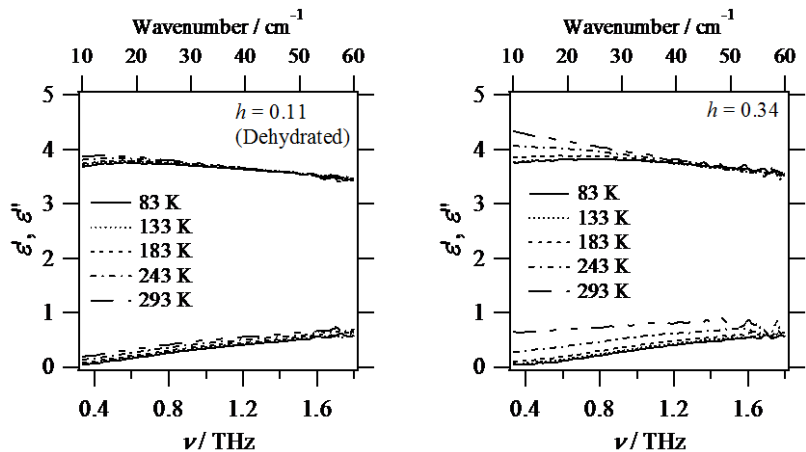 Wavenumber / cm⁻¹
10 20 30 40 50 60
5
4
3
2
1
0
ε', ε"
h = 0.11
(Dehydrated)
83 K
133 K
183 K
243 K
293 K
0.4 0.8 1.2 1.6
ν / THz
Wavenumber / cm⁻¹
10 20 30 40 50 60
5
4
3
2
1
0
ε', ε"
h = 0.34
83 K
133 K
183 K
243 K
293 K
0.4 0.8 1.2 1.6
ν / THz